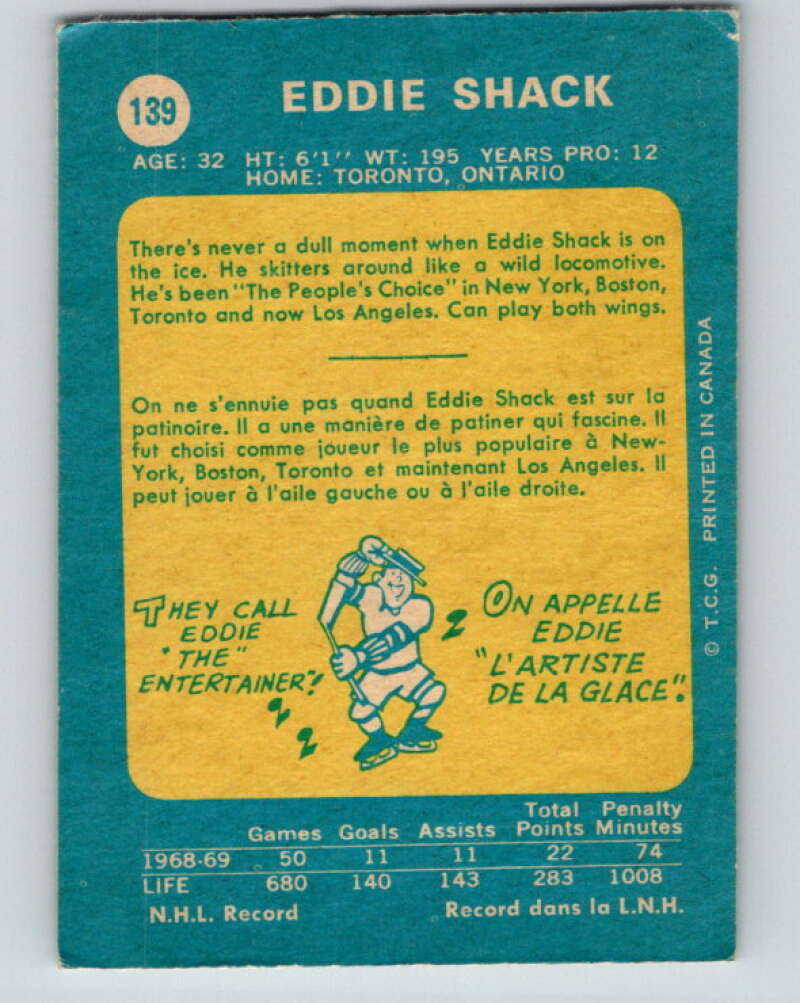 139
EDDIE SHACK
AGE: 32 HT: 6'1'' WT: 195 YEARS PRO: 12
HOME: TORONTO, ONTARIO
There's never a dull moment when Eddie Shack is on
the ice. He skitters around like a wild locomotive.
He's been "The People's Choice" in New York, Boston,
Toronto and now Los Angeles. Can play both wings.
On ne s'ennuie pas quand Eddie Shack est sur la
patinoire. Il a une manière de patiner qui fascine. Il
fut choisi comme joueur le plus populaire à New-
York, Boston, Toronto et maintenant Los Angeles. Il
peut jouer à l'aile gauche ou à l'aile droite.
THEY CALL
EDDIE
"THE"
ENTERTAINER"!
ON APPELLE
EDDIE
"L'ARTISTE
DE LA GLACE".
© T.C.G. PRINTED IN CANADA
Total Penalty
Games Goals Assists Points Minutes
1968-69 50 11 11 22 74
LIFE 680 140 143 283 1008
N.H.L. Record Record dans la L.N.H.